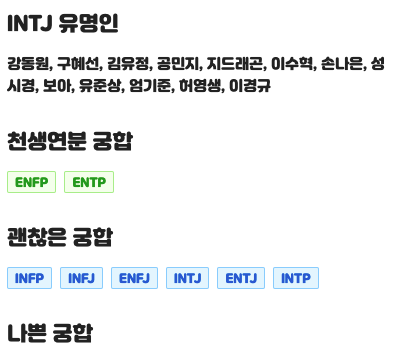 INTJ 유명인
강동원, 구혜선, 김유정, 공민지, 지드래곤, 이수혁, 손나은, 성
시경, 보아, 유준상, 엄기준, 허영생, 이경규
천생연분 궁합
ENFP ENTP
괜찮은 궁합
INFP INFJ ENFJ INTJ ENTJ INTP
나쁜 궁합